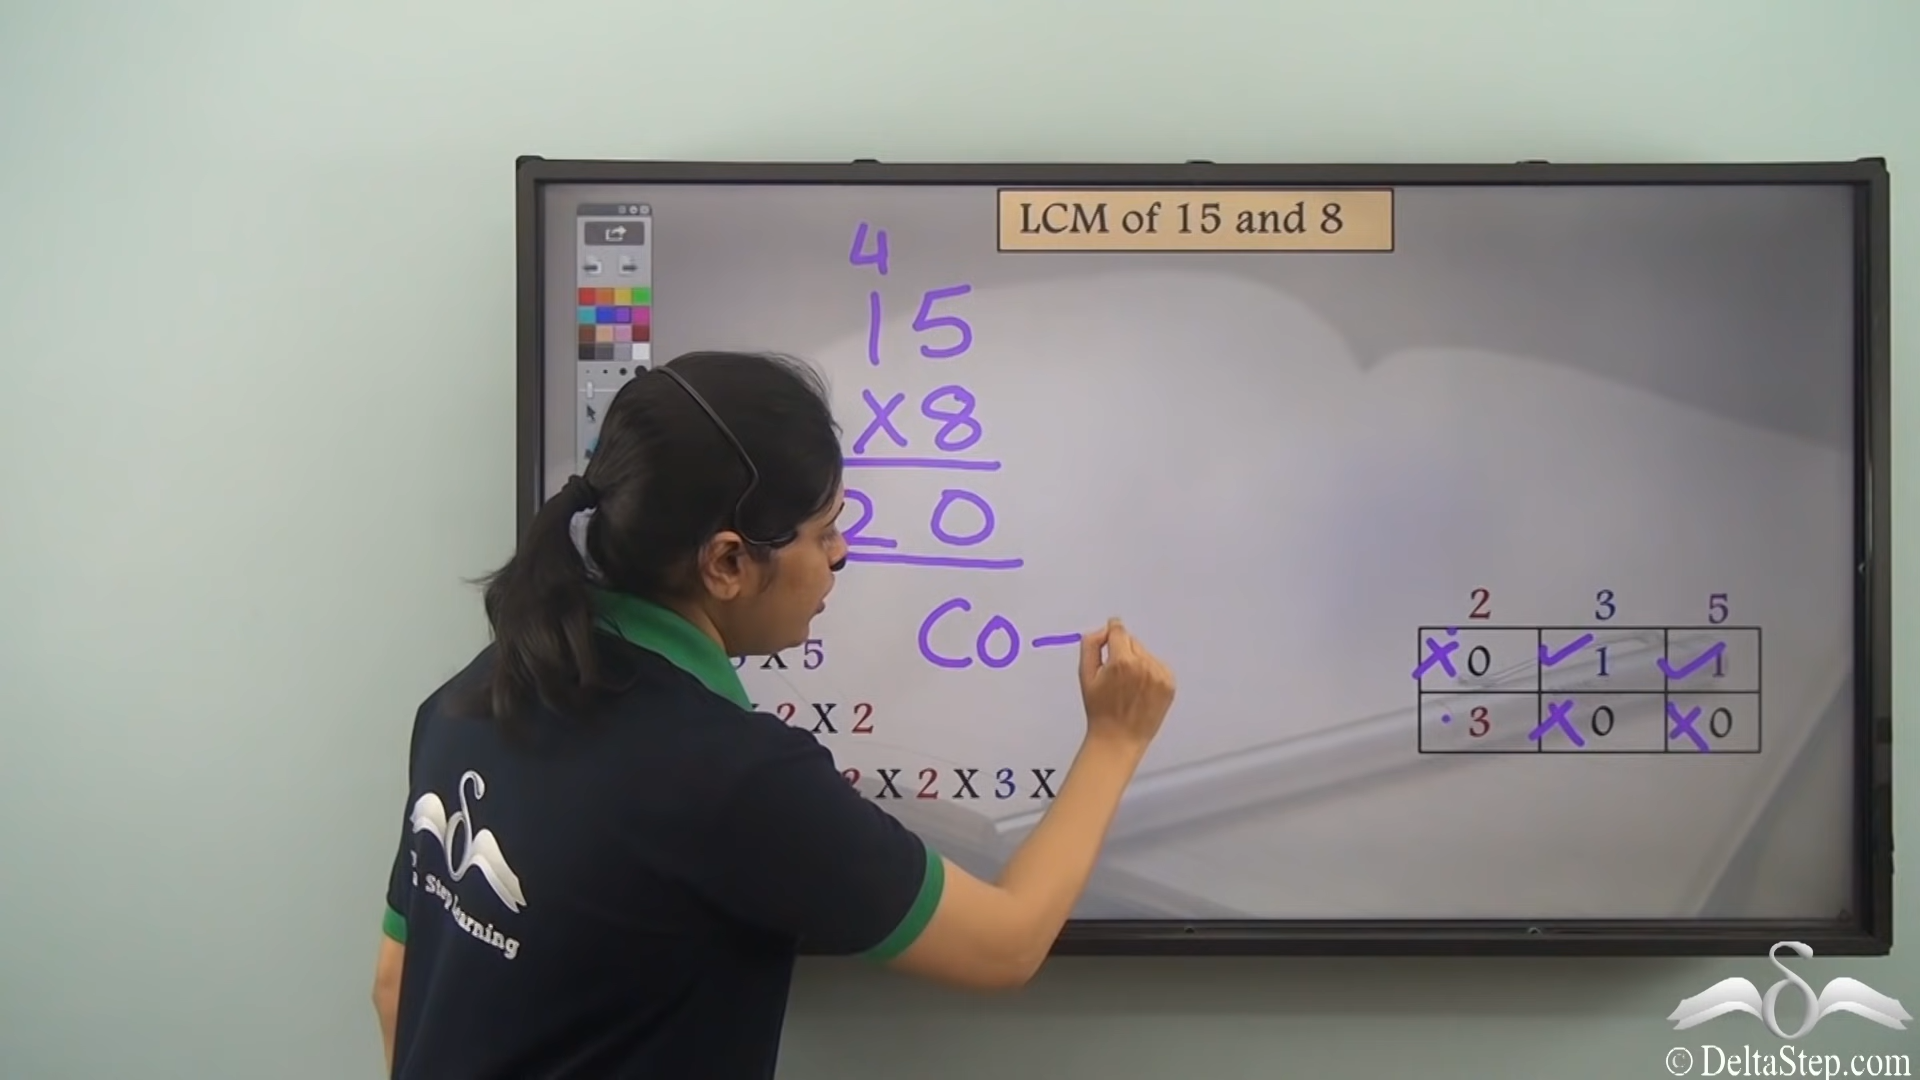 LCM of 15 and 8
4
15
X8
20
2 3 5
X 5
Co-
X 0 ✓ 1 ✓ 1
2 X 2
· 3 X 0 X 0
2 X 2 X 3 X
Step Learning
© DeltaStep.com